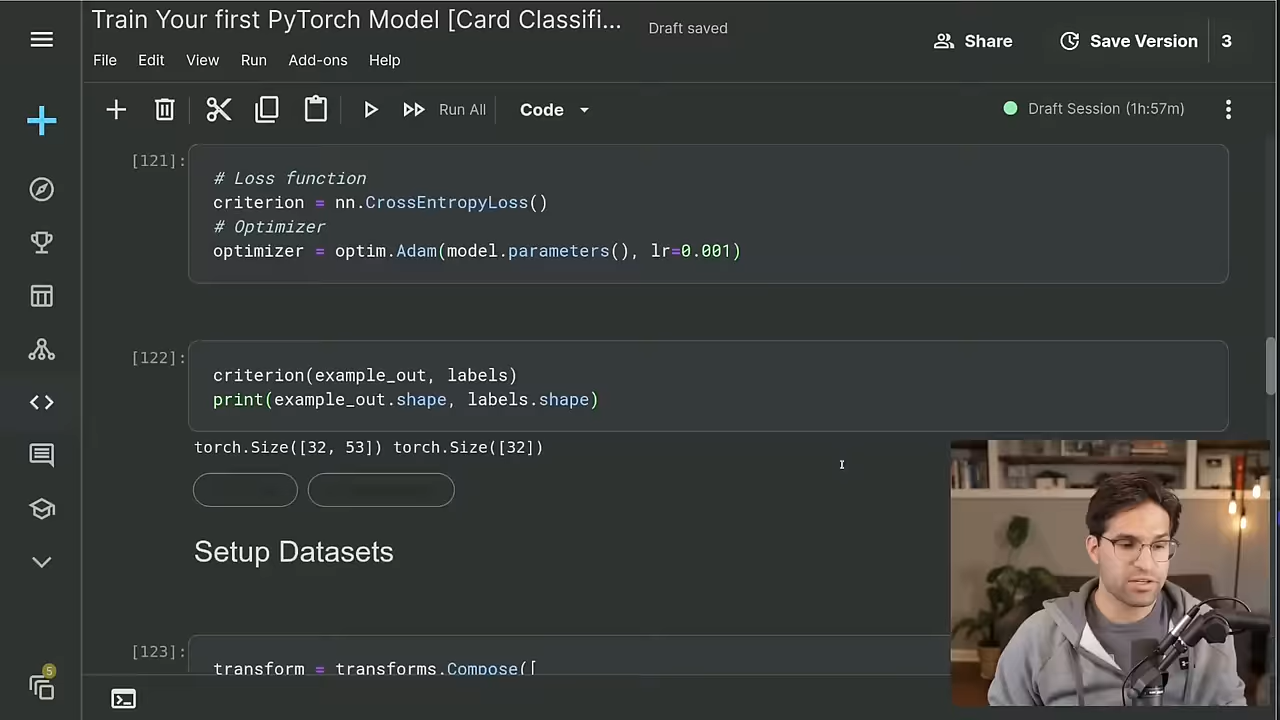 Train Your first PyTorch Model [Card Classifi...
Draft saved
Share
Save Version
3
File Edit View Run Add-ons Help
Run All
Code
Draft Session (1h:57m)
[121]:
# Loss function
criterion = nn.CrossEntropyLoss()
# Optimizer
optimizer = optim.Adam(model.parameters(), lr=0.001)
[122]:
criterion(example_out, labels)
print(example_out.shape, labels.shape)
torch.Size([32, 53]) torch.Size([32])
Setup Datasets
[123]:
transform = transforms.Compose([
5